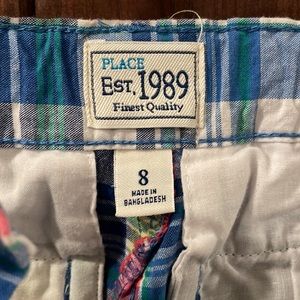 PLACE
EST. 1989
Finest Quality
8
MADE IN
BANGLADESH